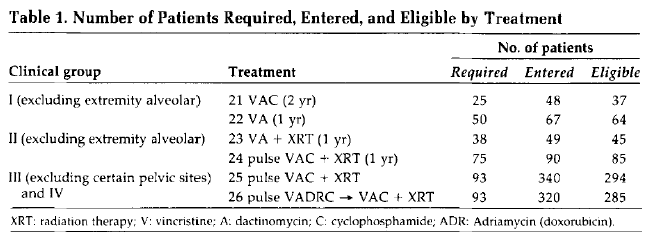 Table 1. Number of Patients Required, Entered, and Eligible by Treatment
No. of patients
Clinical group Treatment Required Entered Eligible
I (excluding extremity alveolar) 21 VAC (2 yr) 25 48 37
22 VA (1 yr) 50 67 64
II (excluding extremity alveolar) 23 VA + XRT (1 yr) 38 49 45
24 pulse VAC + XRT (1 yr) 75 90 85
III (excluding certain pelvic sites) 25 pulse VAC + XRT 93 340 294
and IV 26 pulse VADRC → VAC + XRT 93 320 285
XRT: radiation therapy; V: vincristine; A: dactinomycin; C: cyclophosphamide; ADR: Adriamycin (doxorubicin).